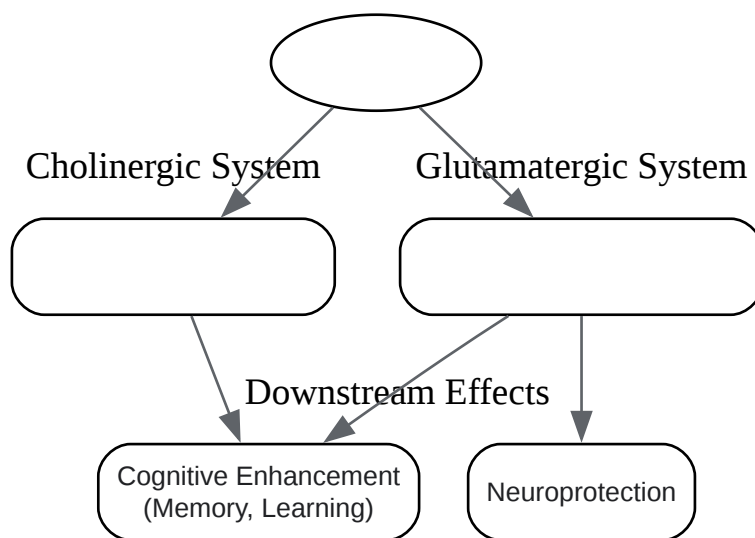 Cholinergic System
Glutamatergic System
Downstream Effects
Cognitive Enhancement
(Memory, Learning)
Neuroprotection